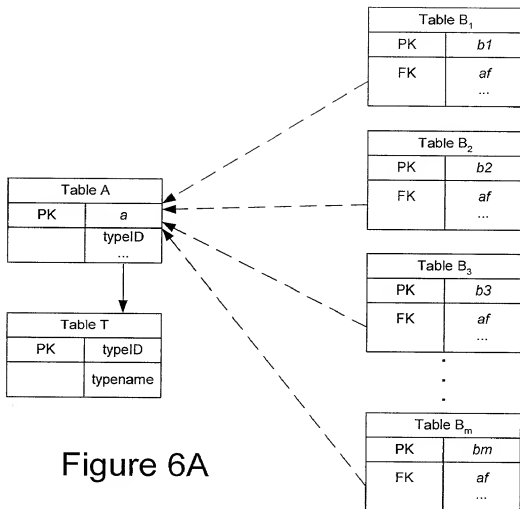 Table B1
PK b1
FK af
...
Table B2
PK b2
FK af
...
Table A
PK a
typeID
...
Table B3
PK b3
FK af
...
Table T
PK typeID
typename
.
.
.
Table Bm
PK bm
FK af
...
Figure 6A